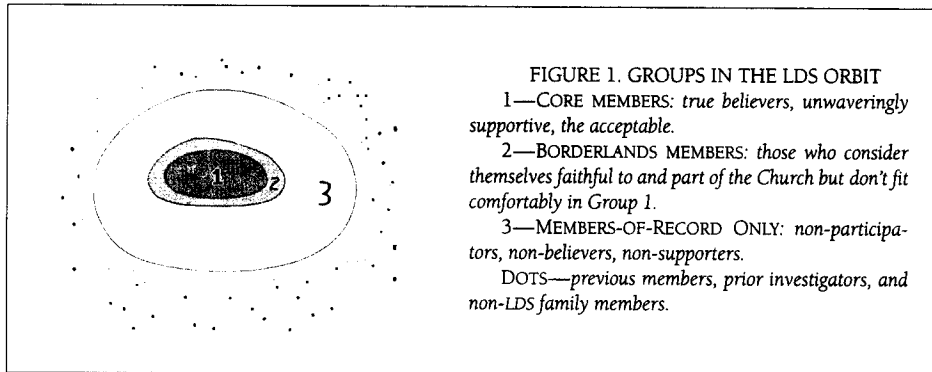 1
2
3
FIGURE 1. GROUPS IN THE LDS ORBIT
1—CORE MEMBERS: true believers, unwaveringly
supportive, the acceptable.
2—BORDERLANDS MEMBERS: those who consider
themselves faithful to and part of the Church but don't fit
comfortably in Group 1.
3—MEMBERS-OF-RECORD ONLY: non-participa-
tors, non-believers, non-supporters.
DOTS—previous members, prior investigators, and
non-LDS family members.